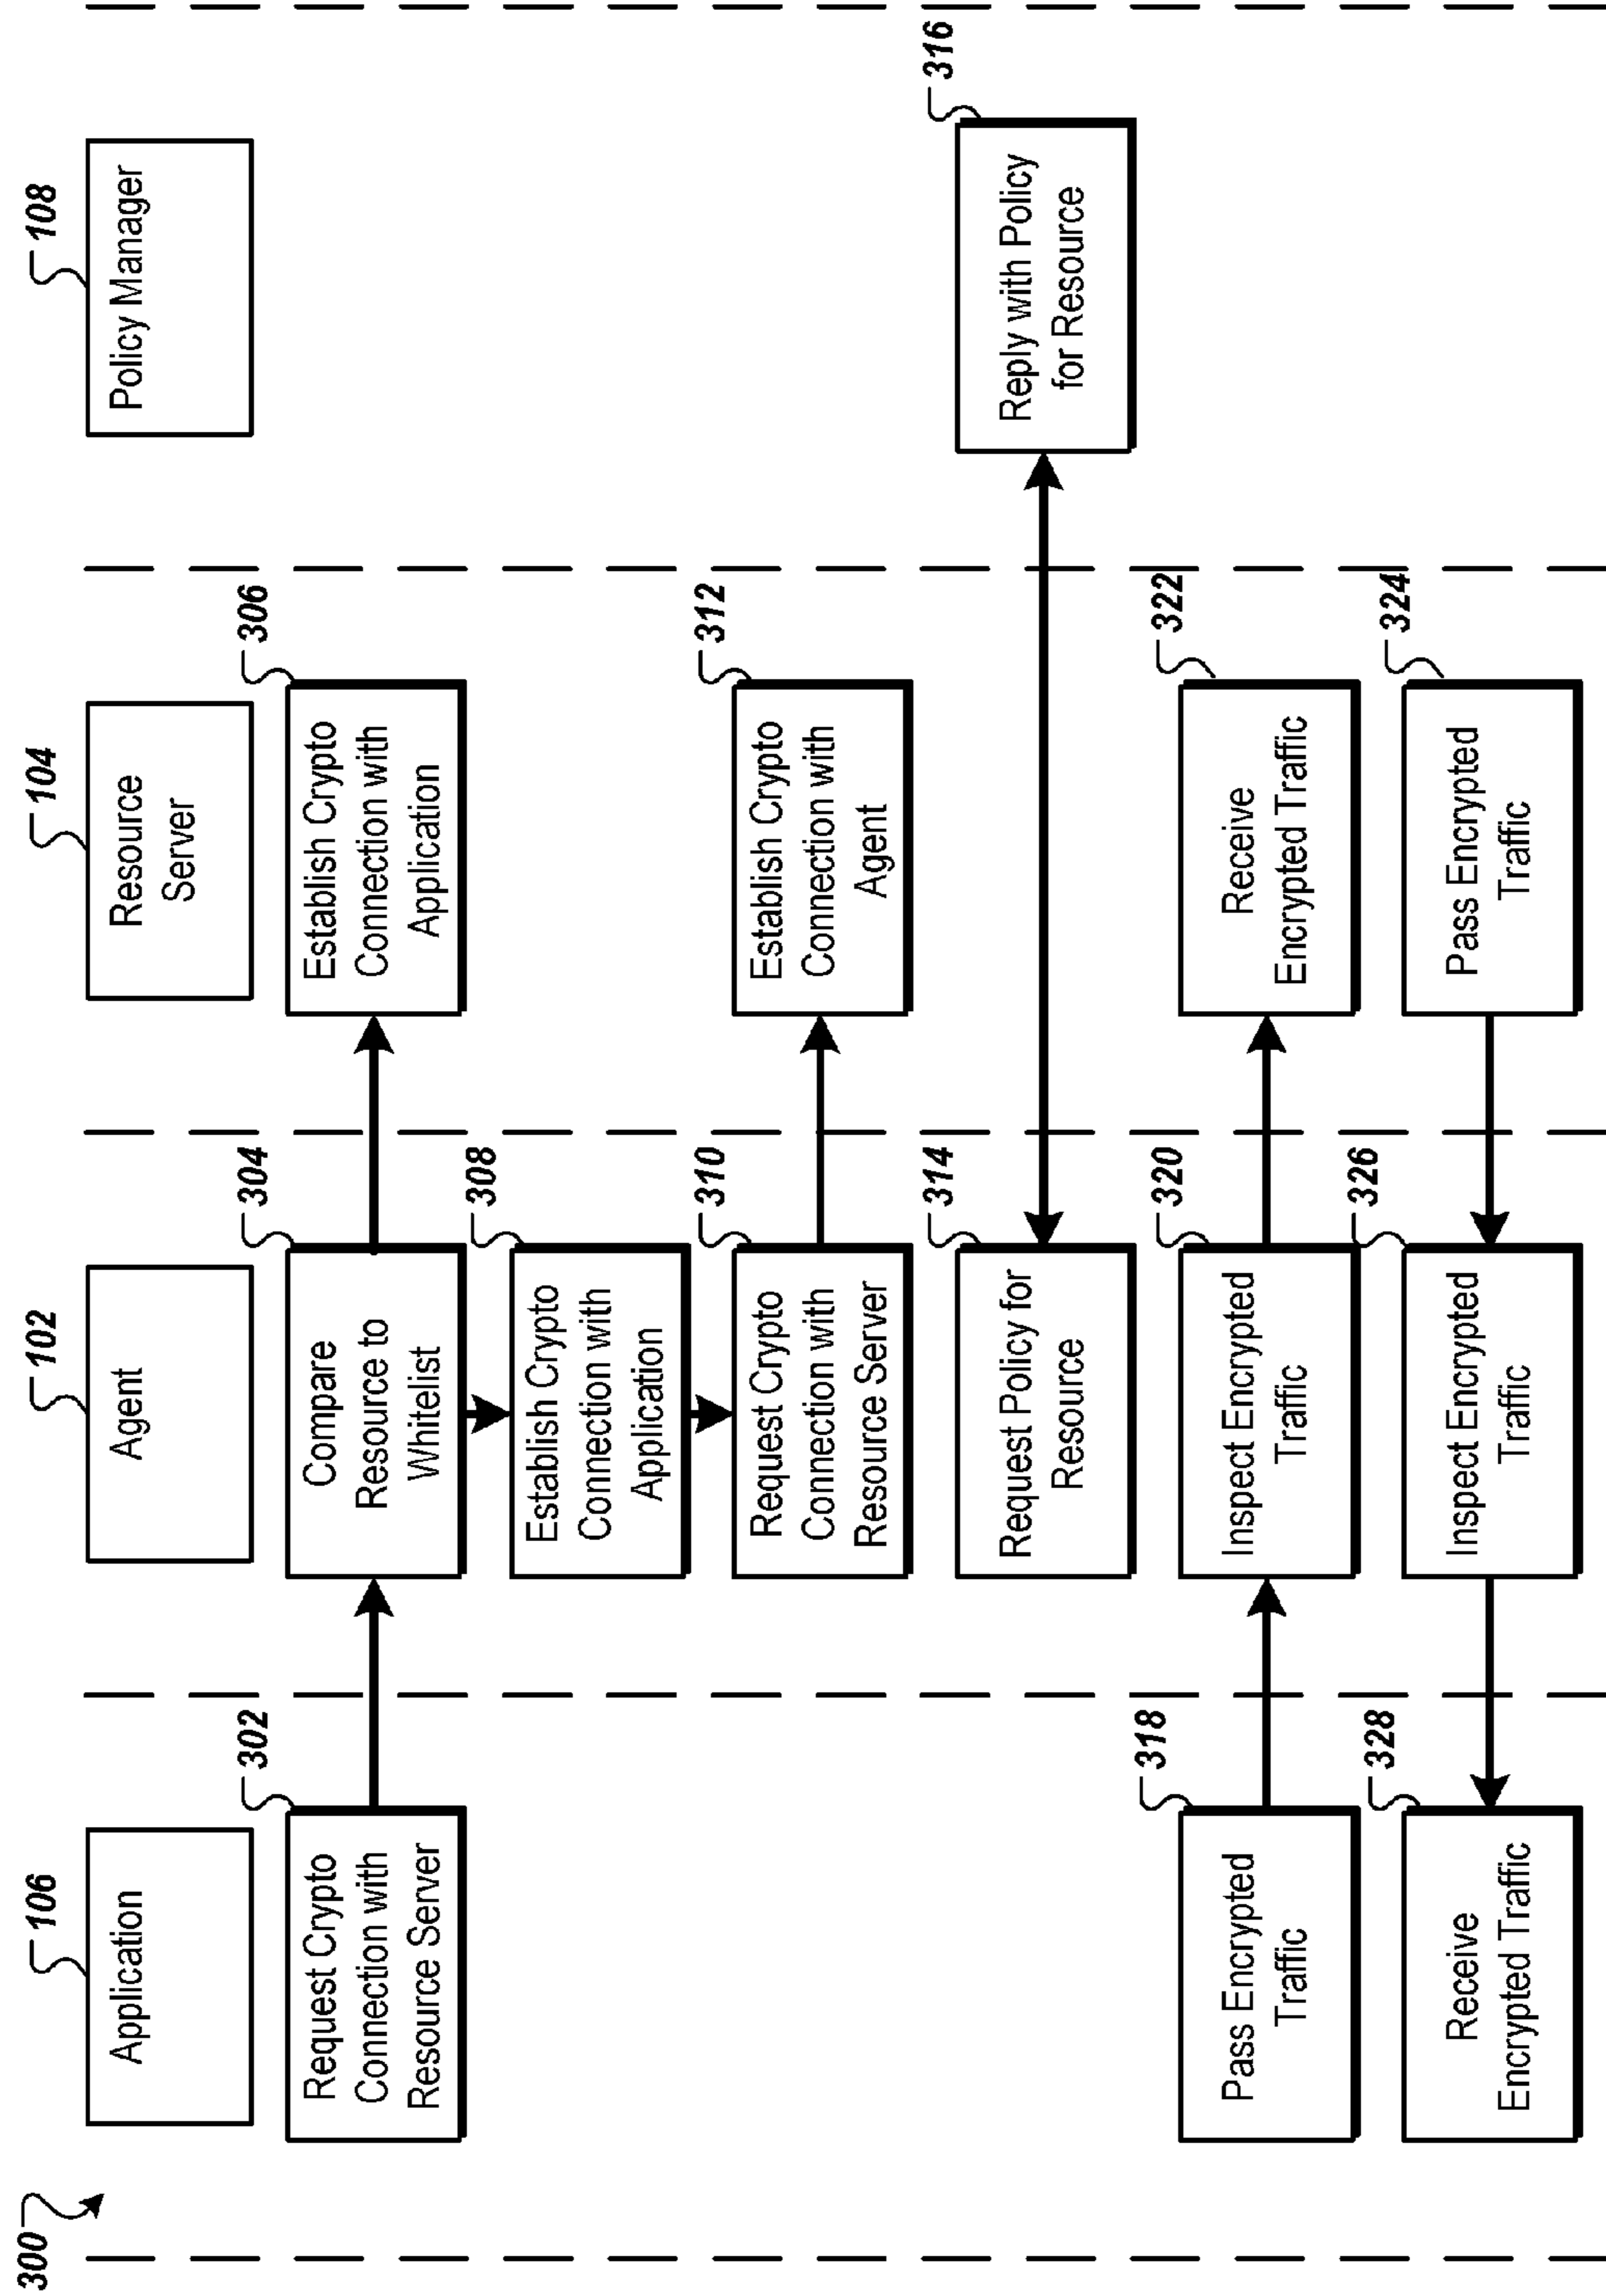 300
106
102
104
108
Application
Agent
Resource
Server
Policy Manager
302
304
306
Request Crypto
Connection with
Resource Server
Compare
Resource to
Whitelist
Establish Crypto
Connection with
Application
308
Establish Crypto
Connection with
Application
310
312
Request Crypto
Connection with
Resource Server
Establish Crypto
Connection with
Agent
314
316
Request Policy for
Resource
Reply with Policy
for Resource
318
320
322
Pass Encrypted
Traffic
Inspect Encrypted
Traffic
Receive
Encrypted Traffic
328
326
324
Receive
Encrypted Traffic
Inspect Encrypted
Traffic
Pass Encrypted
Traffic